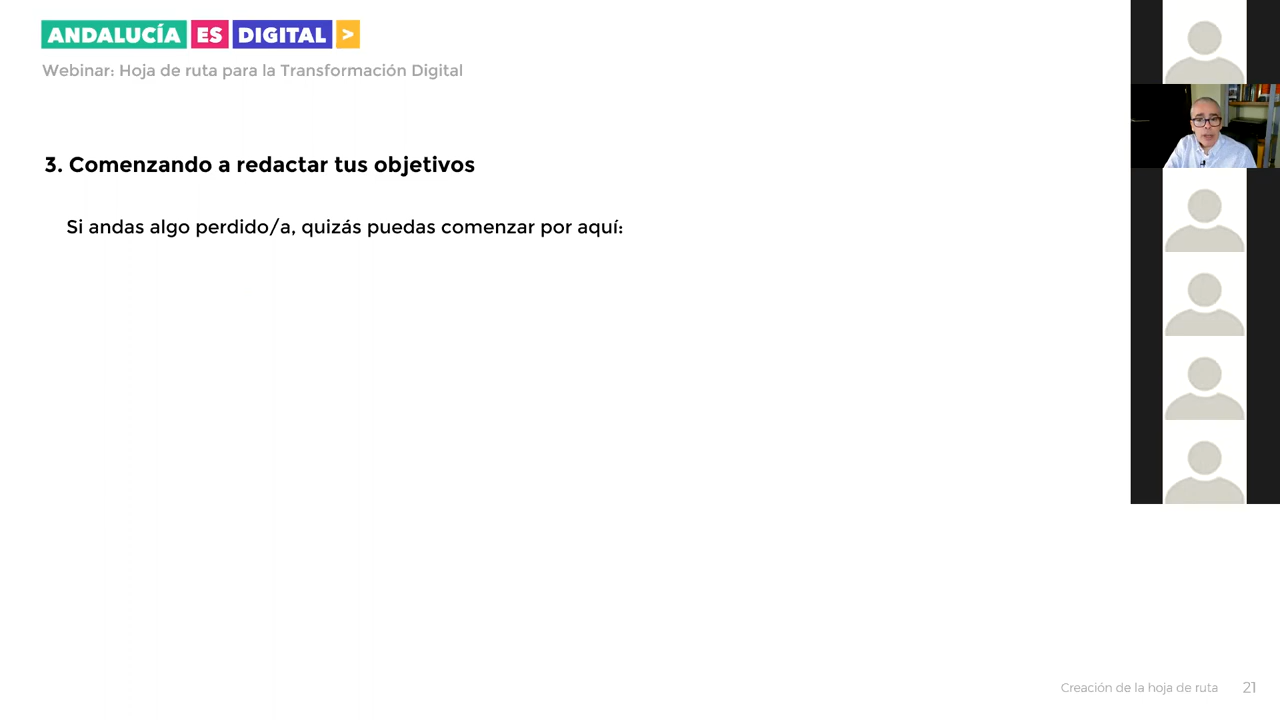 ANDALUCÍA ES DIGITAL >
Webinar: Hoja de ruta para la Transformación Digital
3. Comenzando a redactar tus objetivos
Si andas algo perdido/a, quizás puedas comenzar por aquí:
Creación de la hoja de ruta 21